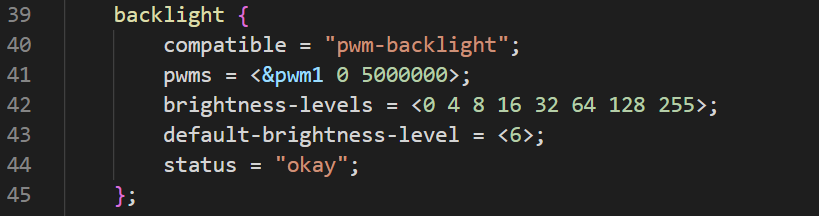 39 backlight {
40 compatible = "pwm-backlight";
41 pwms = <&pwm1 0 5000000>;
42 brightness-levels = <0 4 8 16 32 64 128 255>;
43 default-brightness-level = <6>;
44 status = "okay";
45 };